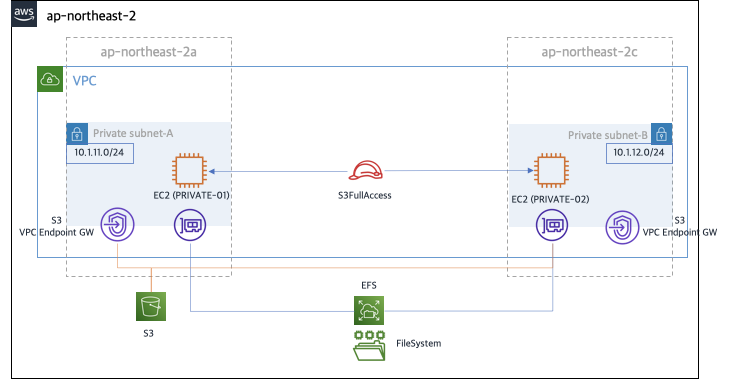 aws
ap-northeast-2
ap-northeast-2a
ap-northeast-2c
VPC
Private subnet-A
10.1.11.0/24
Private subnet-B
10.1.12.0/24
EC2 (PRIVATE-01)
S3FullAccess
EC2 (PRIVATE-02)
S3
VPC Endpoint GW
S3
VPC Endpoint GW
S3
EFS
FileSystem